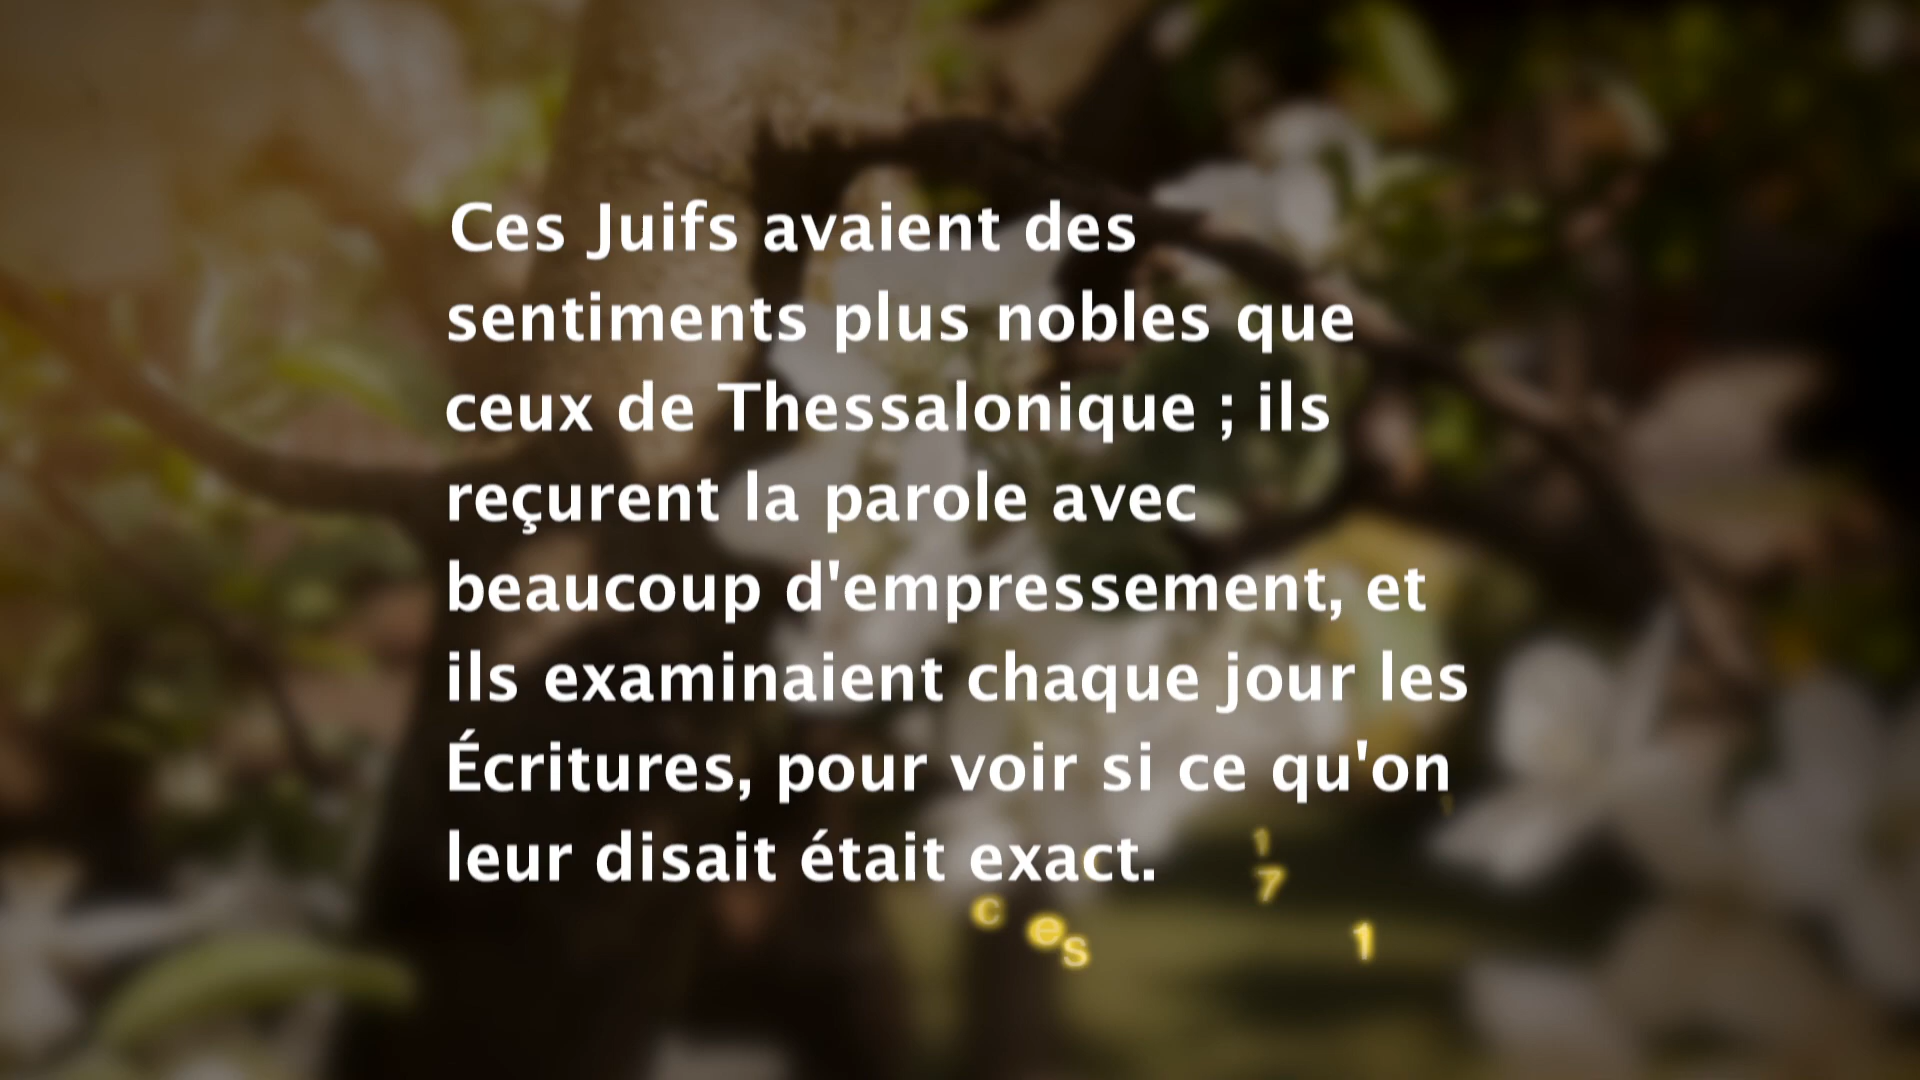 Ces Juifs avaient des
sentiments plus nobles que
ceux de Thessalonique ; ils
reçurent la parole avec
beaucoup d'empressement, et
ils examinaient chaque jour les
Écritures, pour voir si ce qu'on
leur disait était exact.